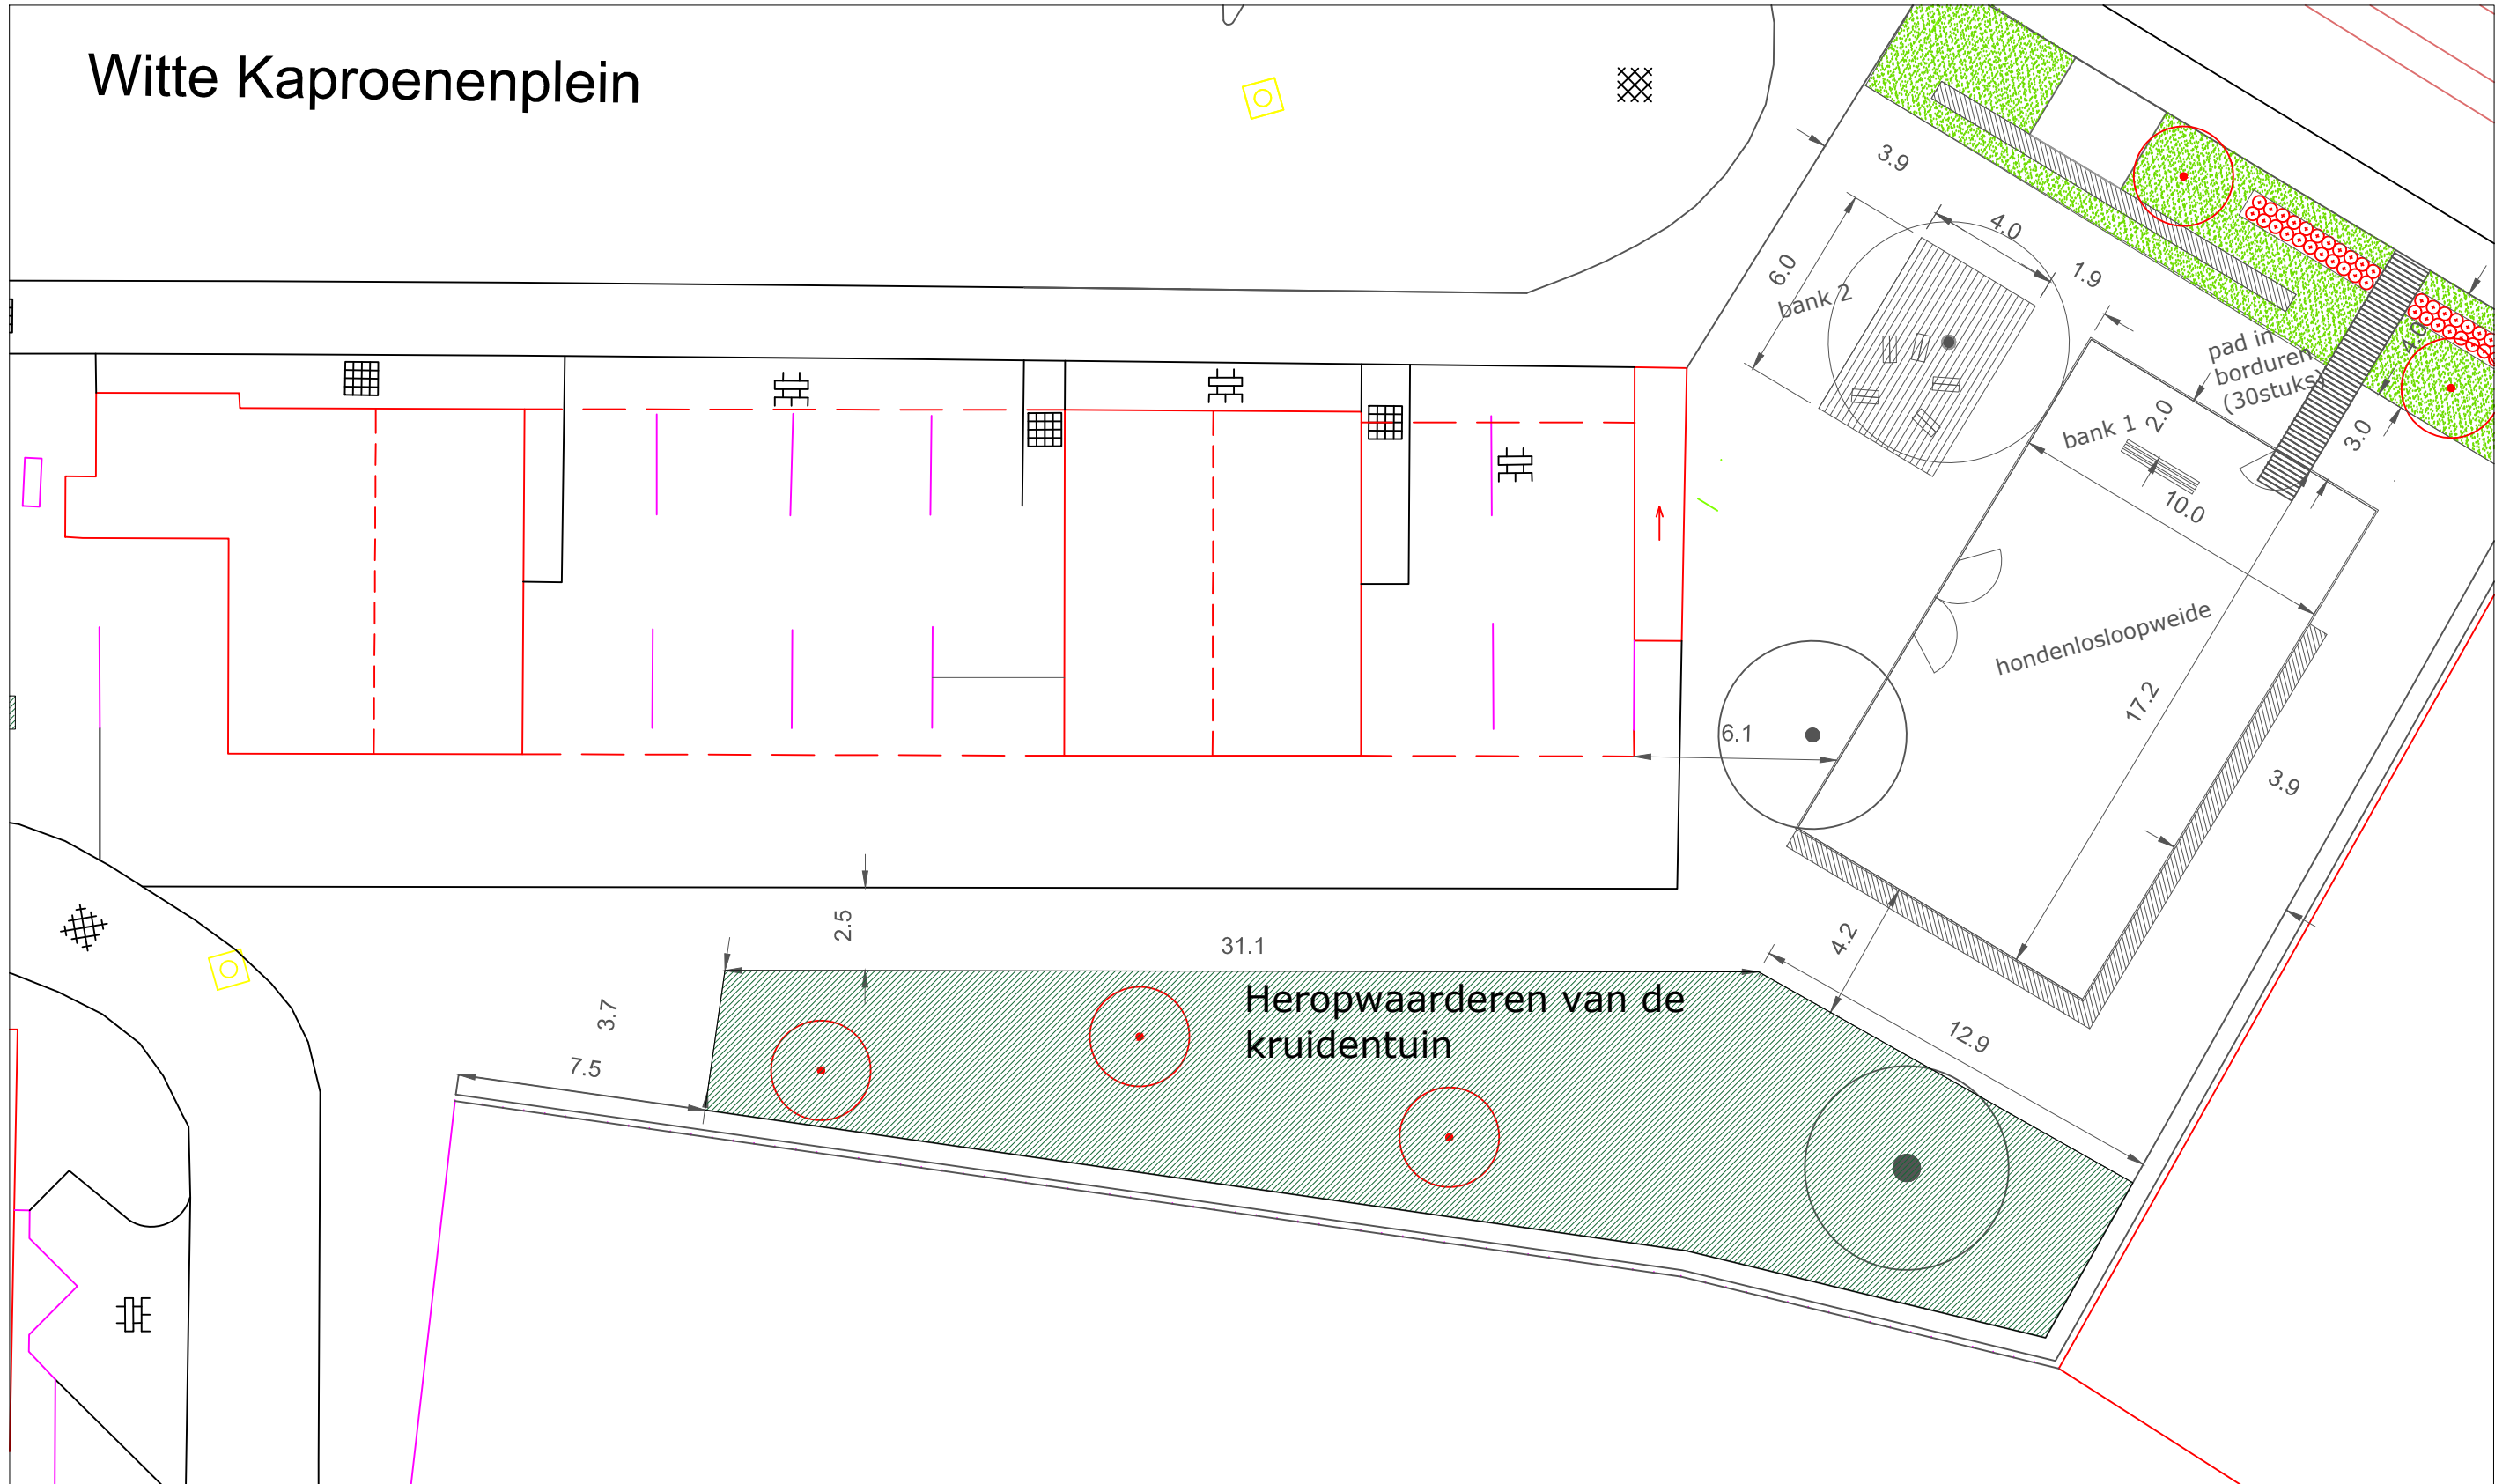 Witte Kaproenenplein
3.9
4.0
6.0
1.9
bank 2
pad in
borduren
(30stuks)
4.9
bank 1
2.0
3.0
10.0
hondenlosloopweide
17.2
6.1
3.9
2.5
31.1
4.2
3.7
Heropwaarderen van de
kruidentuin
12.9
7.5